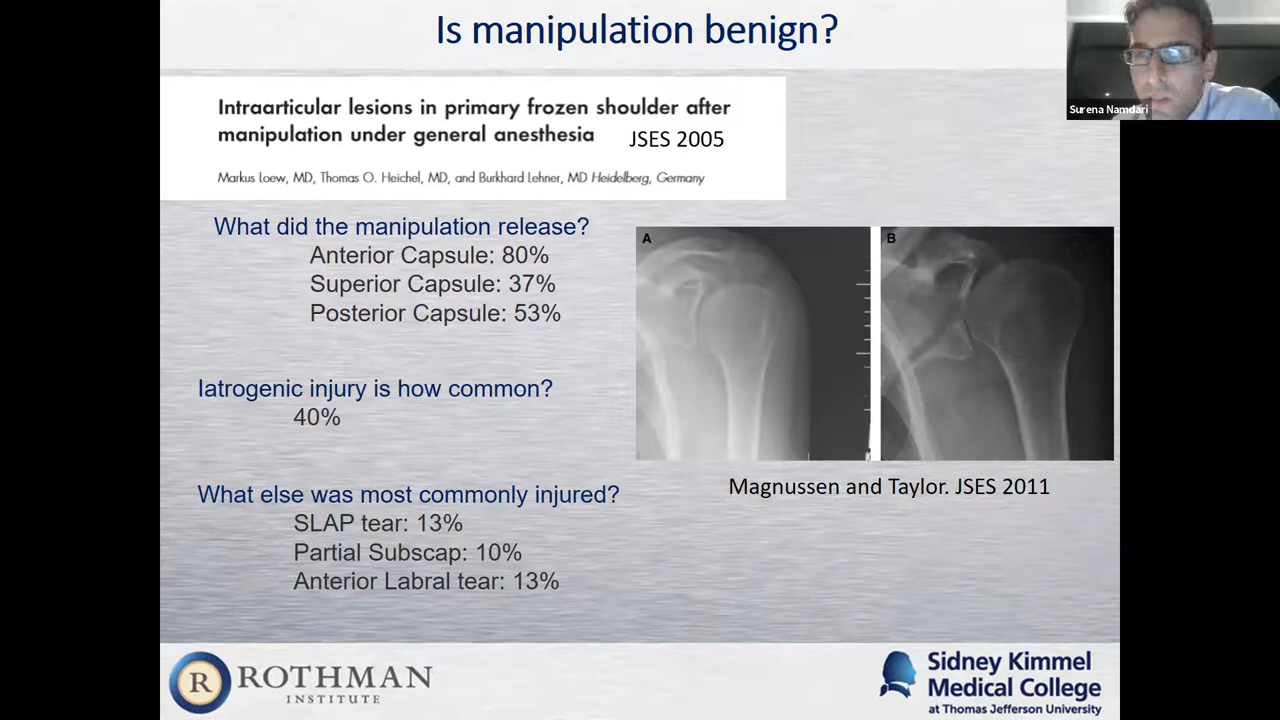 Is manipulation benign?
Surena Namdari
Intraarticular lesions in primary frozen shoulder after
manipulation under general anesthesia
JSES 2005
Markus Loew, MD, Thomas O. Heichel, MD, and Burkhard Lehner, MD Heidelberg, Germany
What did the manipulation release?
Anterior Capsule: 80%
Superior Capsule: 37%
Posterior Capsule: 53%
Iatrogenic injury is how common?
40%
What else was most commonly injured?
SLAP tear: 13%
Partial Subscap: 10%
Anterior Labral tear: 13%
A
B
Magnussen and Taylor. JSES 2011
R
ROTHMAN
INSTITUTE
Sidney Kimmel
Medical College
at Thomas Jefferson University